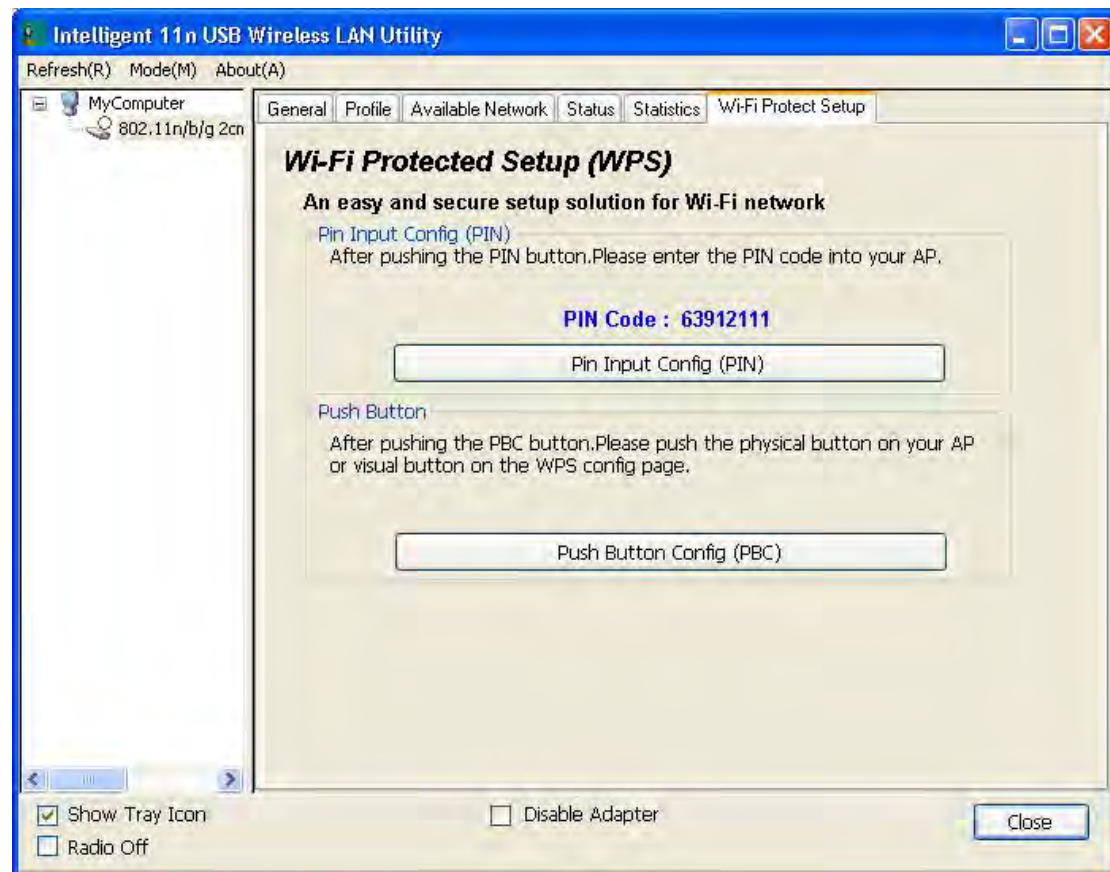 Intelligent 11n USB Wireless LAN Utility
Refresh(R) Mode(M) About(A)
MyComputer
802.11n/b/g 2cn
General Profile Available Network Status Statistics Wi-Fi Protect Setup
Wi-Fi Protected Setup (WPS)
An easy and secure setup solution for Wi-Fi network
Pin Input Config (PIN)
After pushing the PIN button.Please enter the PIN code into your AP.
PIN Code : 63912111
Pin Input Config (PIN)
Push Button
After pushing the PBC button.Please push the physical button on your AP
or visual button on the WPS config page.
Push Button Config (PBC)
Show Tray Icon
Disable Adapter
Close
Radio Off